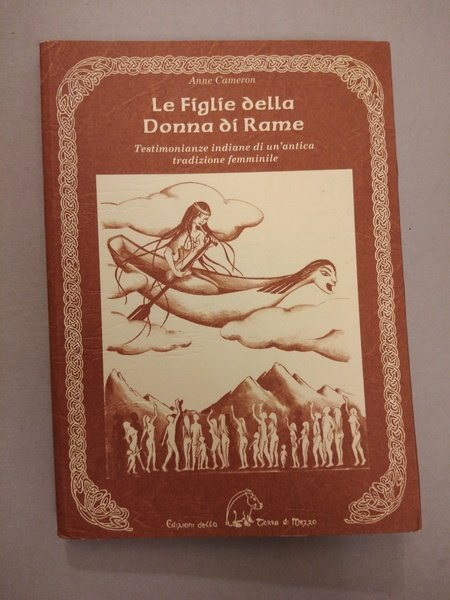 Anne Cameron
Le Figlie della
Donna di Rame
Testimonianze indiane di un'antica
tradizione femminile
Edizioni della Terra di Mezzo